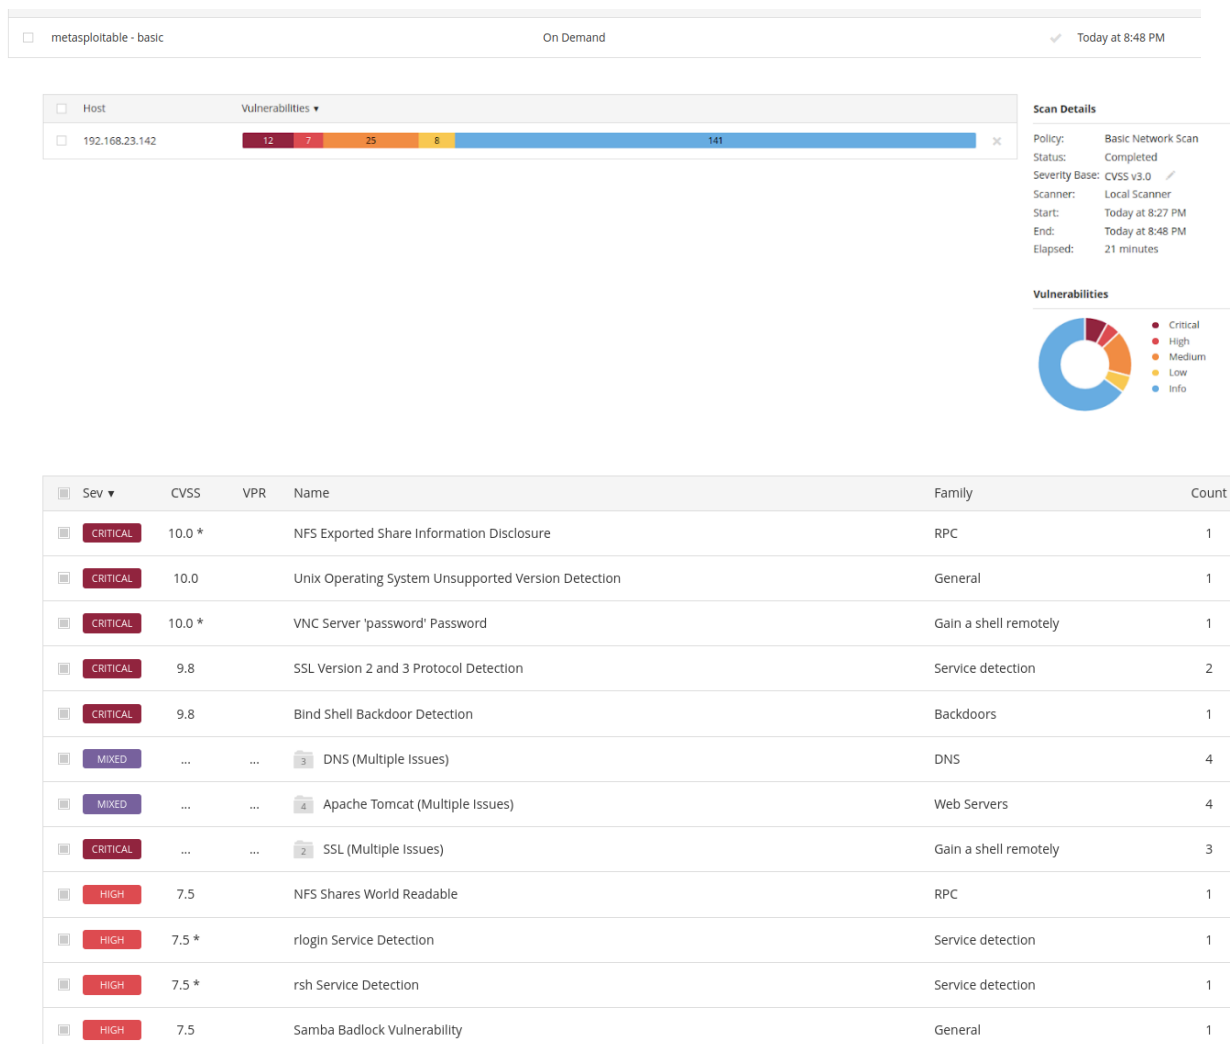 metasploitable - basic On Demand Today at 8:48 PM
Host Vulnerabilities ▾
192.168.23.142 12 7 25 8 141
Scan Details
Policy: Basic Network Scan
Status: Completed
Severity Base: CVSS v3.0
Scanner: Local Scanner
Start: Today at 8:27 PM
End: Today at 8:48 PM
Elapsed: 21 minutes
Vulnerabilities
Critical
High
Medium
Low
Info
Sev ▾ CVSS VPR Name Family Count
CRITICAL 10.0 * NFS Exported Share Information Disclosure RPC 1
CRITICAL 10.0 Unix Operating System Unsupported Version Detection General 1
CRITICAL 10.0 * VNC Server 'password' Password Gain a shell remotely 1
CRITICAL 9.8 SSL Version 2 and 3 Protocol Detection Service detection 2
CRITICAL 9.8 Bind Shell Backdoor Detection Backdoors 1
MIXED ... ... 3 DNS (Multiple Issues) DNS 4
MIXED ... ... 4 Apache Tomcat (Multiple Issues) Web Servers 4
CRITICAL ... ... 2 SSL (Multiple Issues) Gain a shell remotely 3
HIGH 7.5 NFS Shares World Readable RPC 1
HIGH 7.5 * rlogin Service Detection Service detection 1
HIGH 7.5 * rsh Service Detection Service detection 1
HIGH 7.5 Samba Badlock Vulnerability General 1